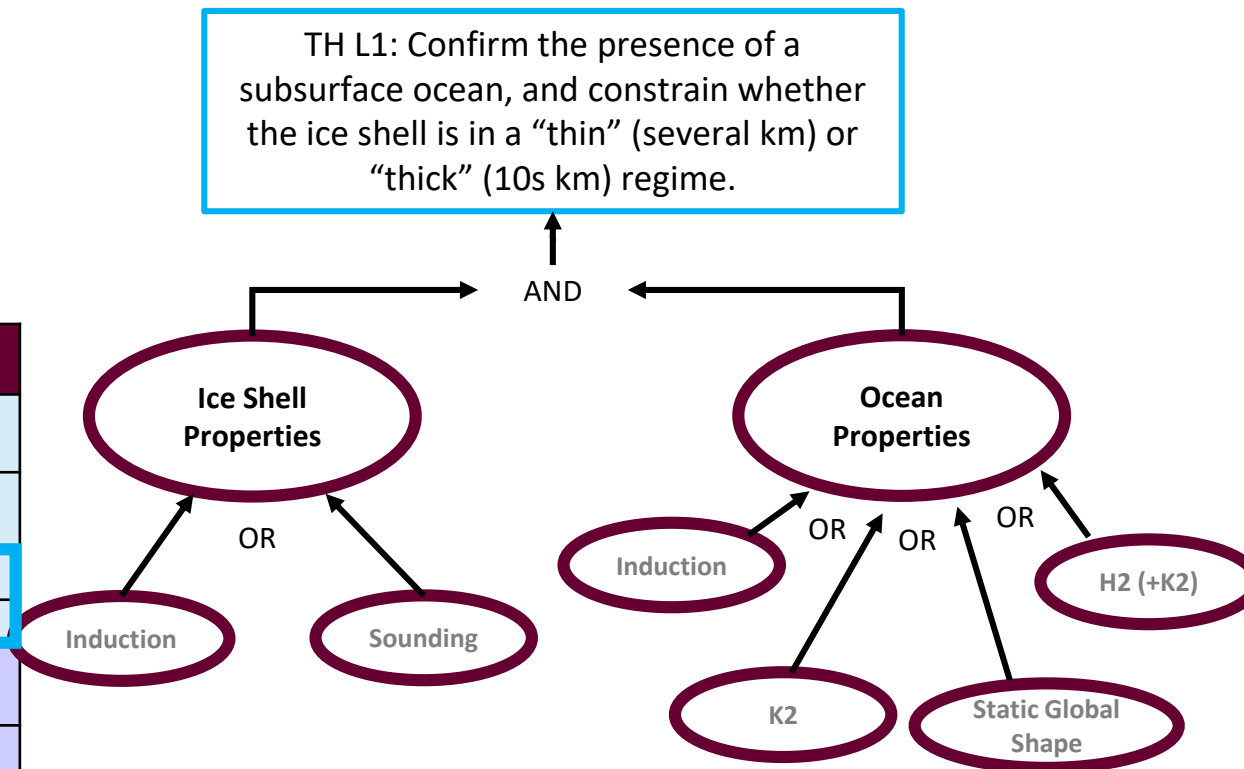 TH L1: Confirm the presence of a
subsurface ocean, and constrain whether
the ice shell is in a “thin” (several km) or
“thick” (10s km) regime.
AND
Ice Shell
Properties
Ocean
Properties
OR
OR
OR
OR
Induction
Sounding
Induction
H2 (+K2)
K2
Static Global
Shape